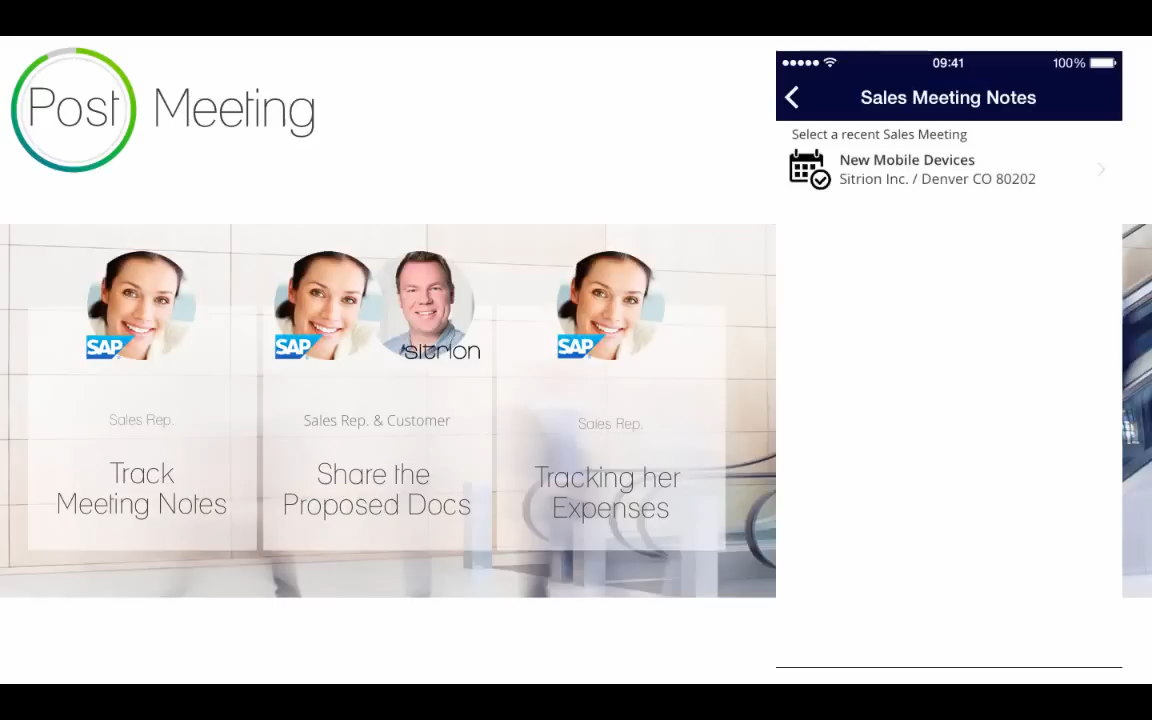 Post Meeting
09:41
100%
Sales Meeting Notes
Select a recent Sales Meeting
New Mobile Devices
Sitrion Inc. / Denver CO 80202
SAP
SAP
sitrion
SAP
Sales Rep.
Track
Meeting Notes
Sales Rep. & Customer
Share the
Proposed Docs
Sales Rep.
Tracking her
Expenses